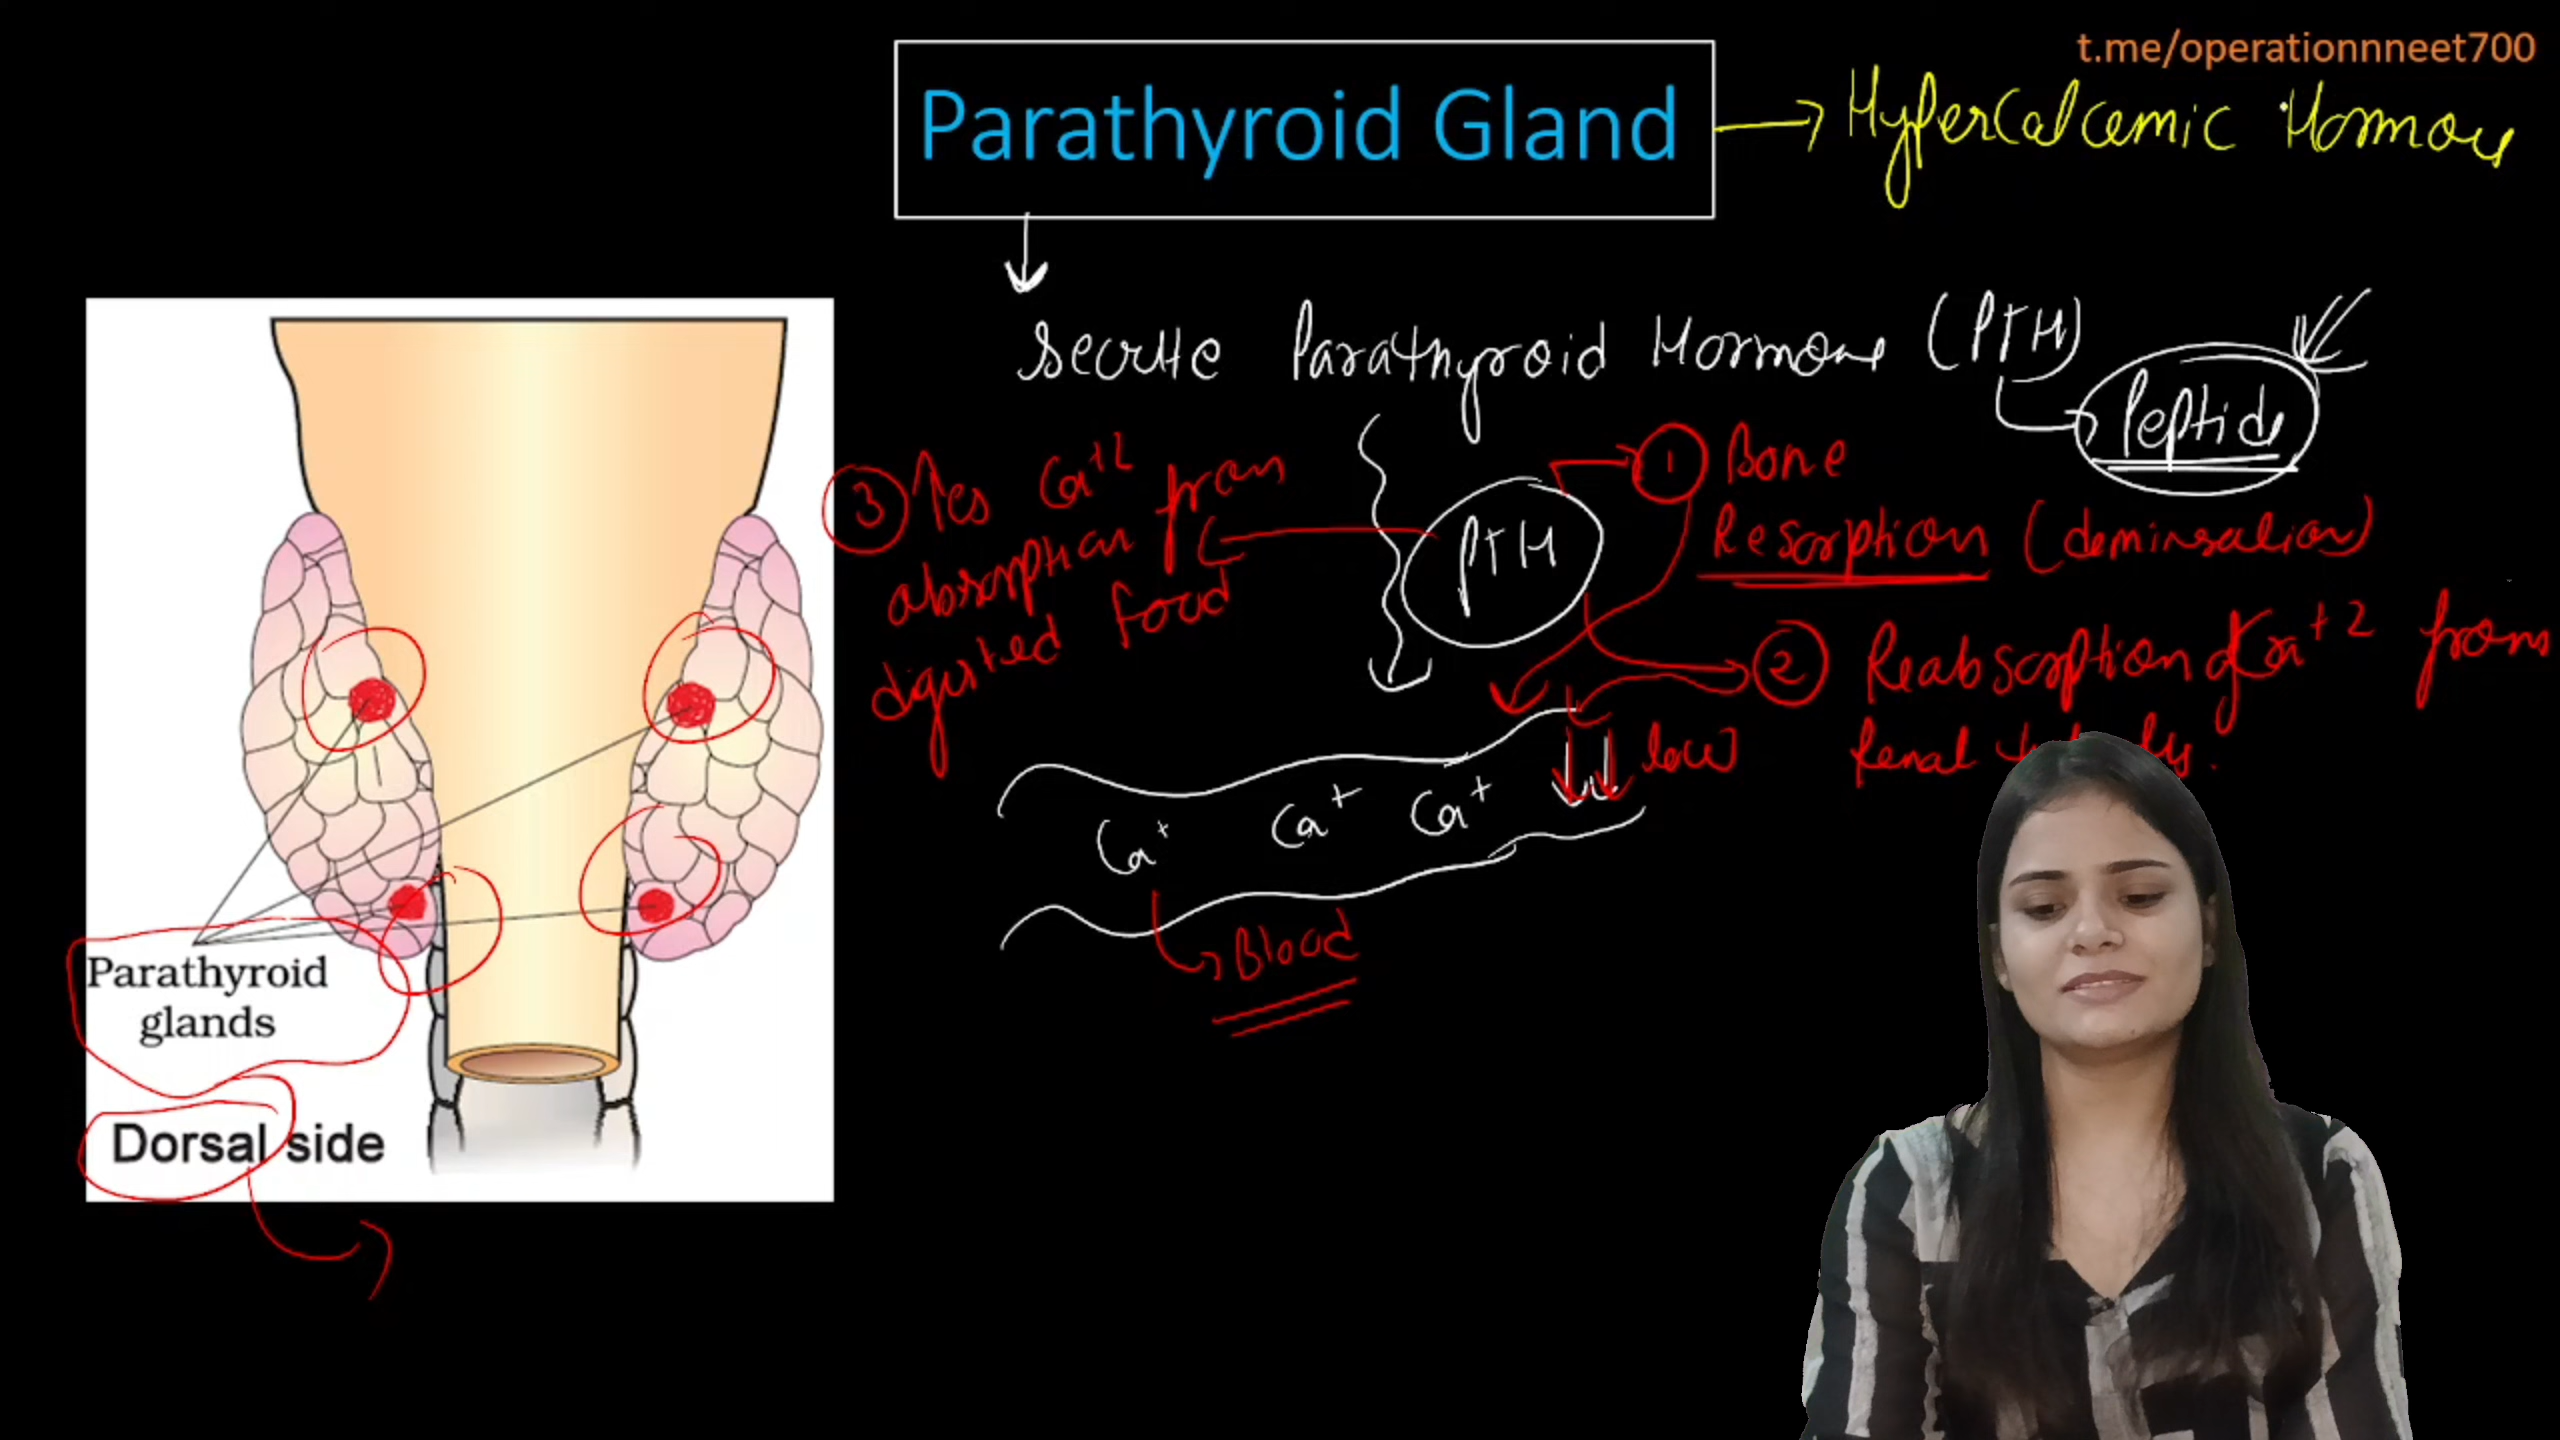 t.me/operationnneet700
Parathyroid Gland
Hypercalcemic Hormone
secrete Parathyroid Hormone (PTH)
Peptide
PTH
1 Bone
Resorption (deminralian)
2 Reabsorption of Ca+2 from
renal
3 ↑es Ca+2
absorption from
digested food
low
Ca+ Ca+ Ca+
Blood
Parathyroid
glands
Dorsal side